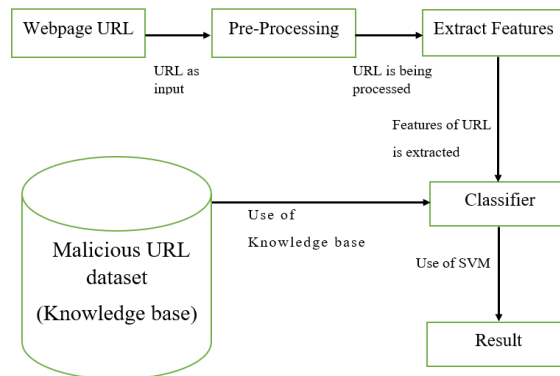 Webpage URL
Pre-Processing
Extract Features
URL as
input
URL is being
processed
Features of URL
is extracted
Malicious URL
dataset
(Knowledge base)
Use of
Knowledge base
Classifier
Use of SVM
Result